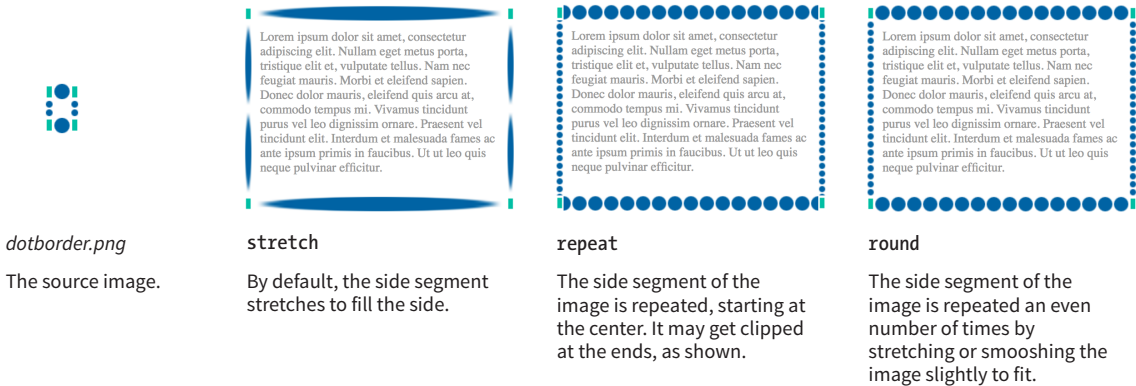 Lorem ipsum dolor sit amet, consectetur
adipiscing elit. Nullam eget metus porta,
tristique elit et, vulputate tellus. Nam nec
feugiat mauris. Morbi et eleifend sapien.
Donec dolor mauris, eleifend quis arcu at,
commodo tempus mi. Vivamus tincidunt
purus vel leo dignissim ornare. Praesent vel
tincidunt elit. Interdum et malesuada fames ac
ante ipsum primis in faucibus. Ut ut leo quis
neque pulvinar efficitur.
Lorem ipsum dolor sit amet, consectetur
adipiscing elit. Nullam eget metus porta,
tristique elit et, vulputate tellus. Nam nec
feugiat mauris. Morbi et eleifend sapien.
Donec dolor mauris, eleifend quis arcu at,
commodo tempus mi. Vivamus tincidunt
purus vel leo dignissim ornare. Praesent vel
tincidunt elit. Interdum et malesuada fames ac
ante ipsum primis in faucibus. Ut ut leo quis
neque pulvinar efficitur.
Lorem ipsum dolor sit amet, consectetur
adipiscing elit. Nullam eget metus porta,
tristique elit et, vulputate tellus. Nam nec
feugiat mauris. Morbi et eleifend sapien.
Donec dolor mauris, eleifend quis arcu at,
commodo tempus mi. Vivamus tincidunt
purus vel leo dignissim ornare. Praesent vel
tincidunt elit. Interdum et malesuada fames ac
ante ipsum primis in faucibus. Ut ut leo quis
neque pulvinar efficitur.
dotborder.png
The source image.
stretch
By default, the side segment
stretches to fill the side.
repeat
The side segment of the
image is repeated, starting at
the center. It may get clipped
at the ends, as shown.
round
The side segment of the
image is repeated an even
number of times by
stretching or smooshing the
image slightly to fit.